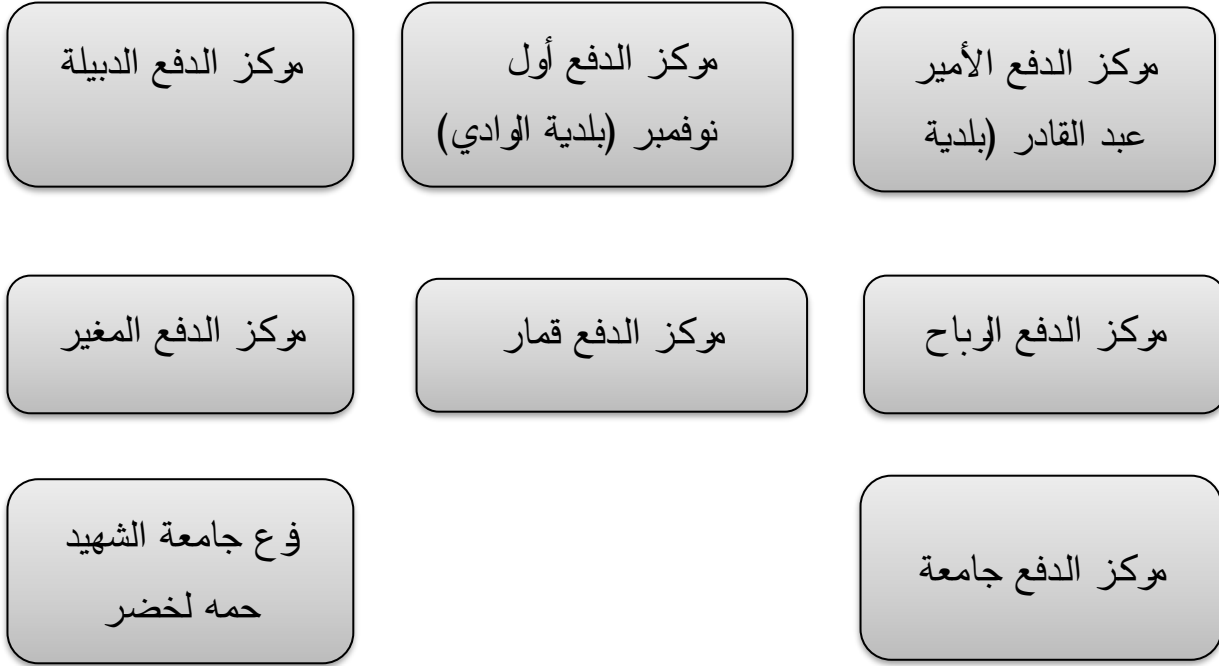 مركز الدفع الأمير
عبد القادر (بلدية
مركز الدفع أول
نوفمبر (بلدية الوادي)
مركز الدفع الدبيلة
مركز الدفع الرباح
مركز الدفع قمار
مركز الدفع المغير
مركز الدفع جامعة
فرع جامعة الشهيد
حمه لخضر